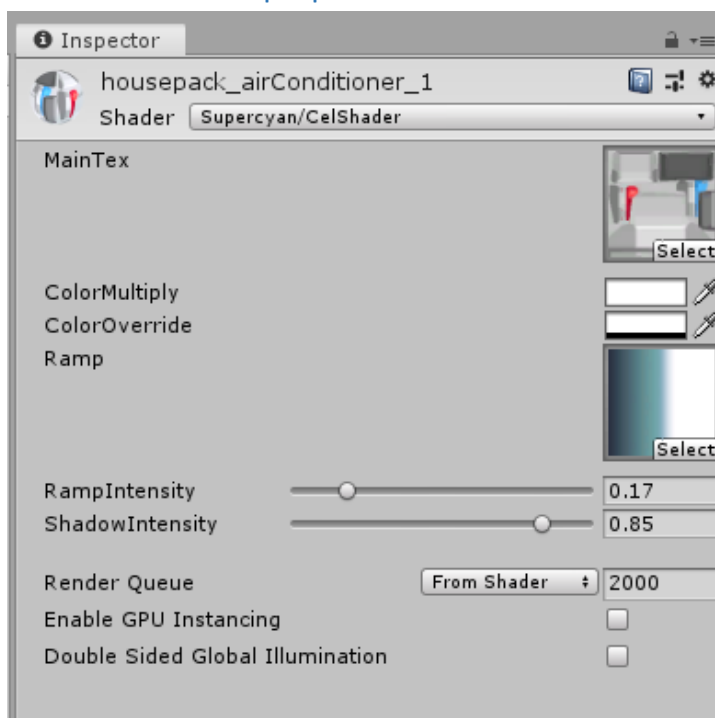 Inspector
housepack_airConditioner_1
Shader Supercyan/CelShader
MainTex
Select
ColorMultiply
ColorOverride
Ramp
Select
RampIntensity 0.17
ShadowIntensity 0.85
Render Queue From Shader 2000
Enable GPU Instancing
Double Sided Global Illumination